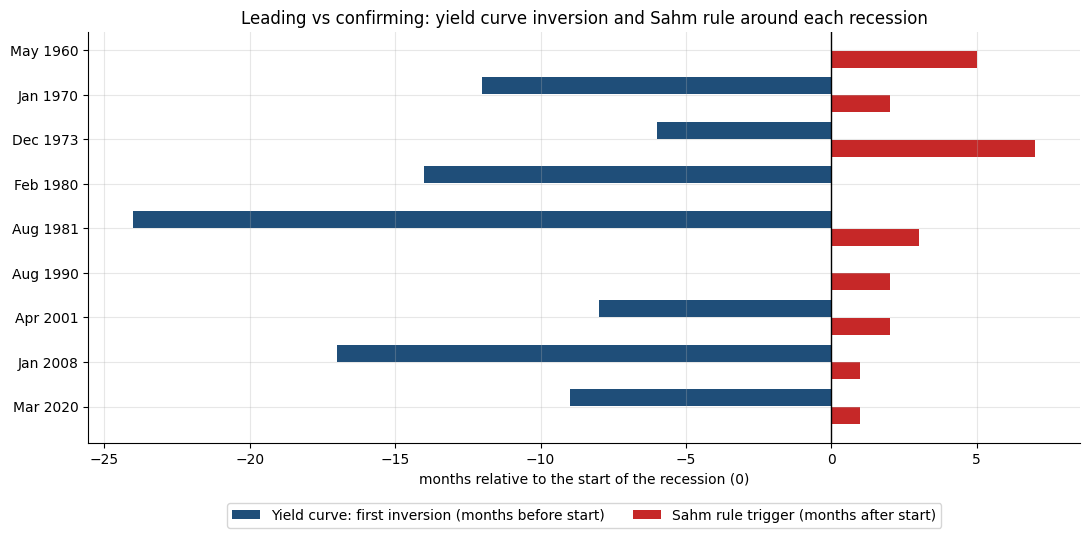 Leading vs confirming: yield curve inversion and Sahm rule around each recession
May 1960
Jan 1970
Dec 1973
Feb 1980
Aug 1981
Aug 1990
Apr 2001
Jan 2008
Mar 2020
−25 −20 −15 −10 −5 0 5
months relative to the start of the recession (0)
Yield curve: first inversion (months before start) Sahm rule trigger (months after start)